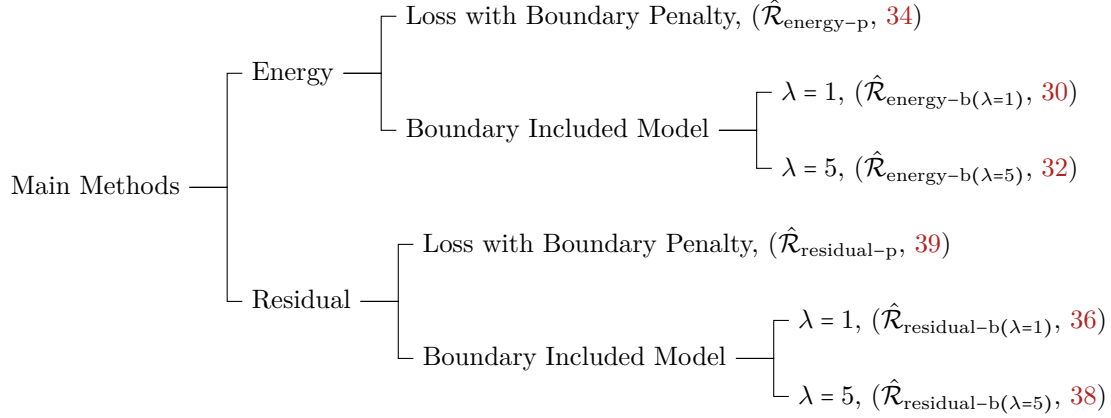 Loss with Boundary Penalty, (R̂energy−p, 34)
Energy
λ = 1, (R̂energy−b(λ=1), 30)
Boundary Included Model
λ = 5, (R̂energy−b(λ=5), 32)
Main Methods
Loss with Boundary Penalty, (R̂residual−p, 39)
Residual
λ = 1, (R̂residual−b(λ=1), 36)
Boundary Included Model
λ = 5, (R̂residual−b(λ=5), 38)